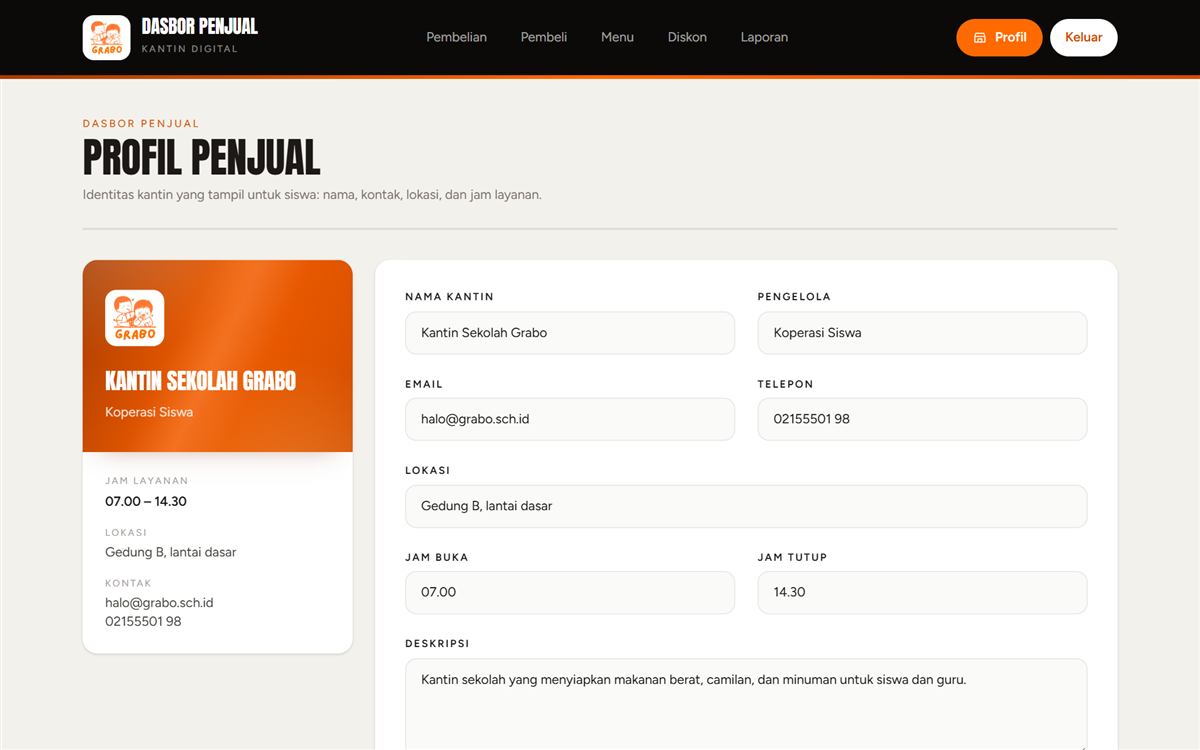 GRABO
DASBOR PENJUAL
KANTIN DIGITAL
Pembelian
Pembeli
Menu
Diskon
Laporan
Profil
Keluar
DASBOR PENJUAL
PROFIL PENJUAL
Identitas kantin yang tampil untuk siswa: nama, kontak, lokasi, dan jam layanan.
GRABO
KANTIN SEKOLAH GRABO
Koperasi Siswa
JAM LAYANAN
07.00 – 14.30
LOKASI
Gedung B, lantai dasar
KONTAK
halo@grabo.sch.id
02155501 98
NAMA KANTIN
Kantin Sekolah Grabo
PENGELOLA
Koperasi Siswa
EMAIL
halo@grabo.sch.id
TELEPON
02155501 98
LOKASI
Gedung B, lantai dasar
JAM BUKA
07.00
JAM TUTUP
14.30
DESKRIPSI
Kantin sekolah yang menyiapkan makanan berat, camilan, dan minuman untuk siswa dan guru.